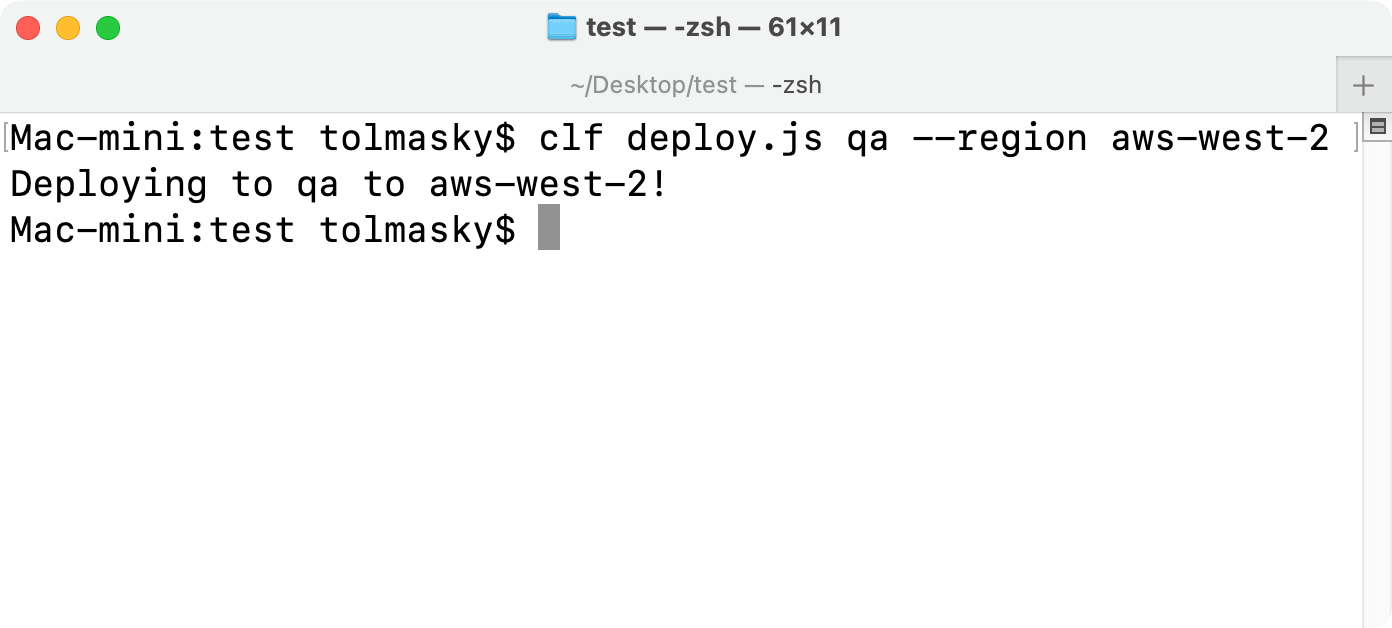 test — -zsh — 61×11
~/Desktop/test — -zsh
Mac-mini:test tolmasky$ clf deploy.js qa --region aws-west-2
Deploying to qa to aws-west-2!
Mac-mini:test tolmasky$